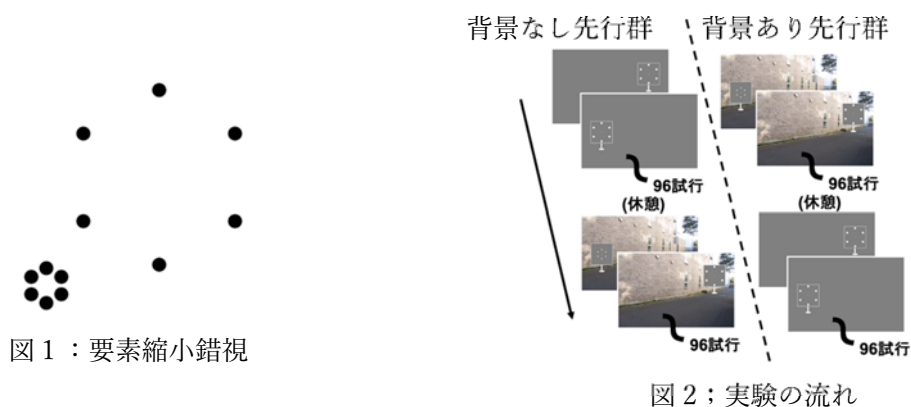 図1：要素縮小錯視
背景なし先行群
背景あり先行群
96試行
(休憩)
96試行
96試行
(休憩)
96試行
図2；実験の流れ